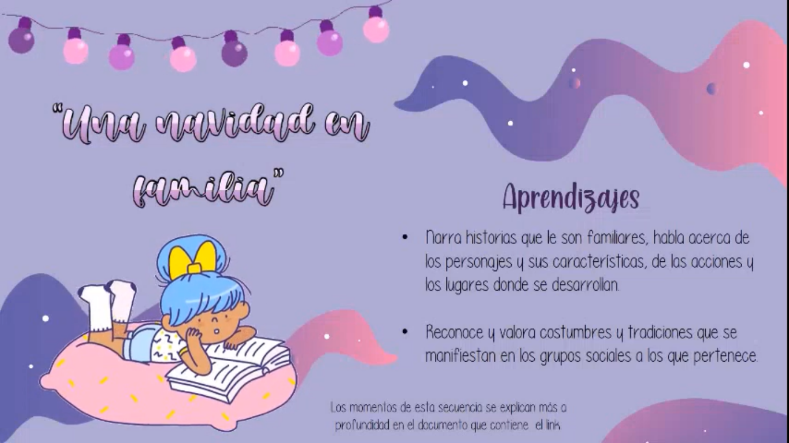 "Una navidad en
familia"
Aprendizajes
• Narra historias que le son familiares, habla acerca de
los personajes y sus características, de las acciones y
los lugares donde se desarrollan.
• Reconoce y valora costumbres y tradiciones que se
manifiestan en los grupos sociales a los que pertenece.
Los momentos de esta secuencia se explican más a
profundidad en el documento que contiene el link